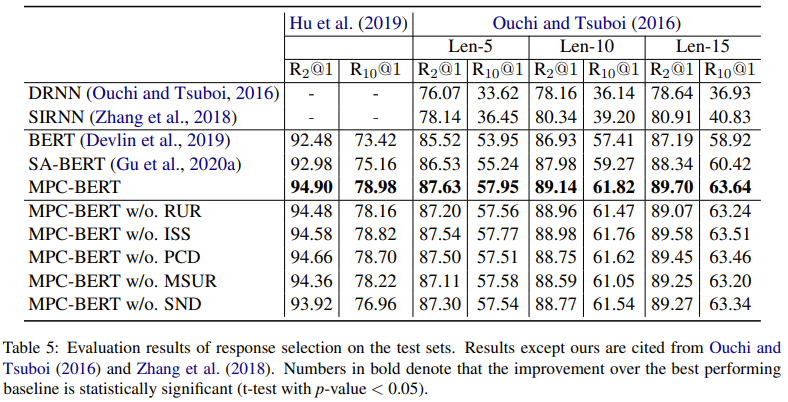 Hu et al. (2019) Ouchi and Tsuboi (2016)
Len-5 Len-10 Len-15
R2@1 R10@1 R2@1 R10@1 R2@1 R10@1 R2@1 R10@1
DRNN (Ouchi and Tsuboi, 2016) - - 76.07 33.62 78.16 36.14 78.64 36.93
SIRNN (Zhang et al., 2018) - - 78.14 36.45 80.34 39.20 80.91 40.83
BERT (Devlin et al., 2019) 92.48 73.42 85.52 53.95 86.93 57.41 87.19 58.92
SA-BERT (Gu et al., 2020a) 92.98 75.16 86.53 55.24 87.98 59.27 88.34 60.42
MPC-BERT 94.90 78.98 87.63 57.95 89.14 61.82 89.70 63.64
MPC-BERT w/o. RUR 94.48 78.16 87.20 57.56 88.96 61.47 89.07 63.24
MPC-BERT w/o. ISS 94.58 78.82 87.54 57.77 88.98 61.76 89.58 63.51
MPC-BERT w/o. PCD 94.66 78.70 87.50 57.51 88.75 61.62 89.45 63.46
MPC-BERT w/o. MSUR 94.36 78.22 87.11 57.58 88.59 61.05 89.25 63.20
MPC-BERT w/o. SND 93.92 76.96 87.30 57.54 88.77 61.54 89.27 63.34
Table 5: Evaluation results of response selection on the test sets. Results except ours are cited from Ouchi and
Tsuboi (2016) and Zhang et al. (2018). Numbers in bold denote that the improvement over the best performing
baseline is statistically significant (t-test with p-value < 0.05).